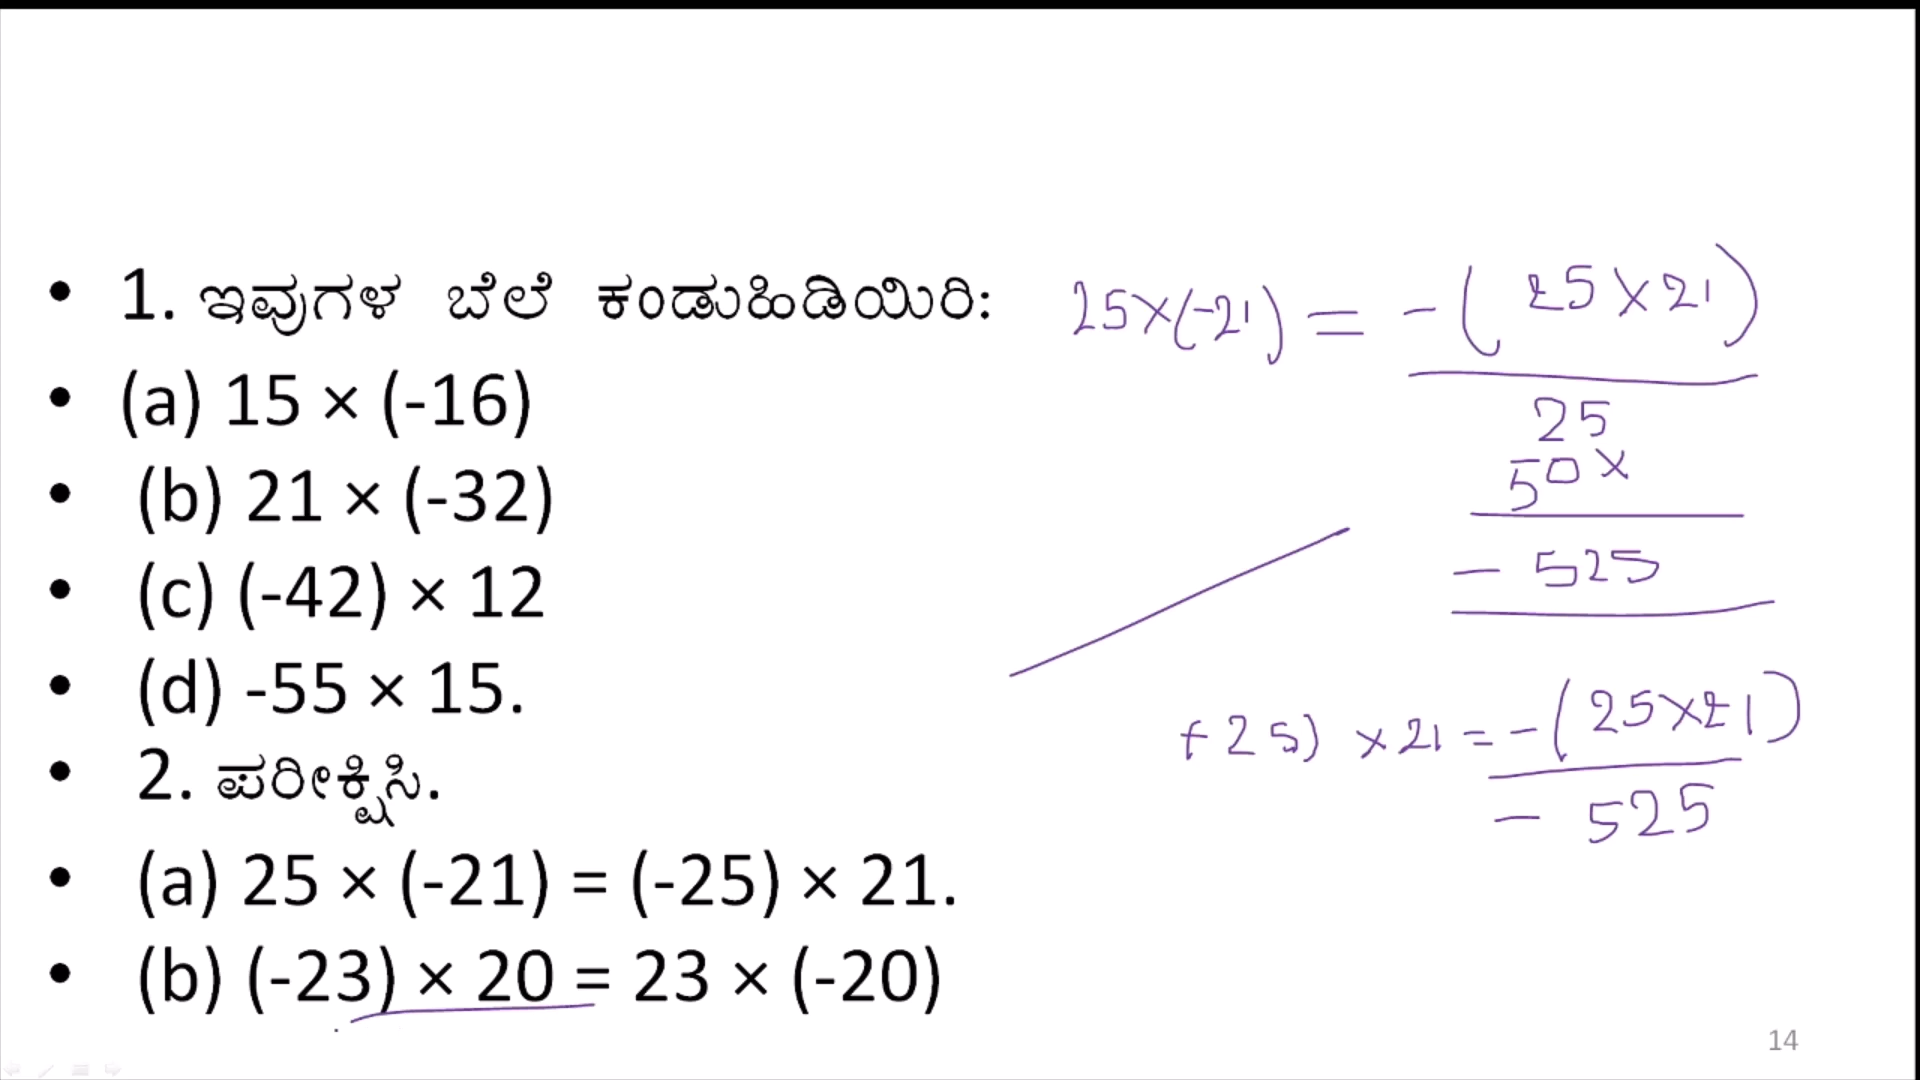 • 1. ಇವುಗಳ ಬೆಲೆ ಕಂಡುಹಿಡಿಯಿರಿ:
• (a) 15 × (-16)
• (b) 21 × (-32)
• (c) (-42) × 12
• (d) -55 × 15.
• 2. ಪರೀಕ್ಷಿಸಿ.
• (a) 25 × (-21) = (-25) × 21.
• (b) (-23) × 20 = 23 × (-20)
25×(-21) = -(25×21)
25
50×
- 525
(-25) × 21 = -(25×21)
- 525
14